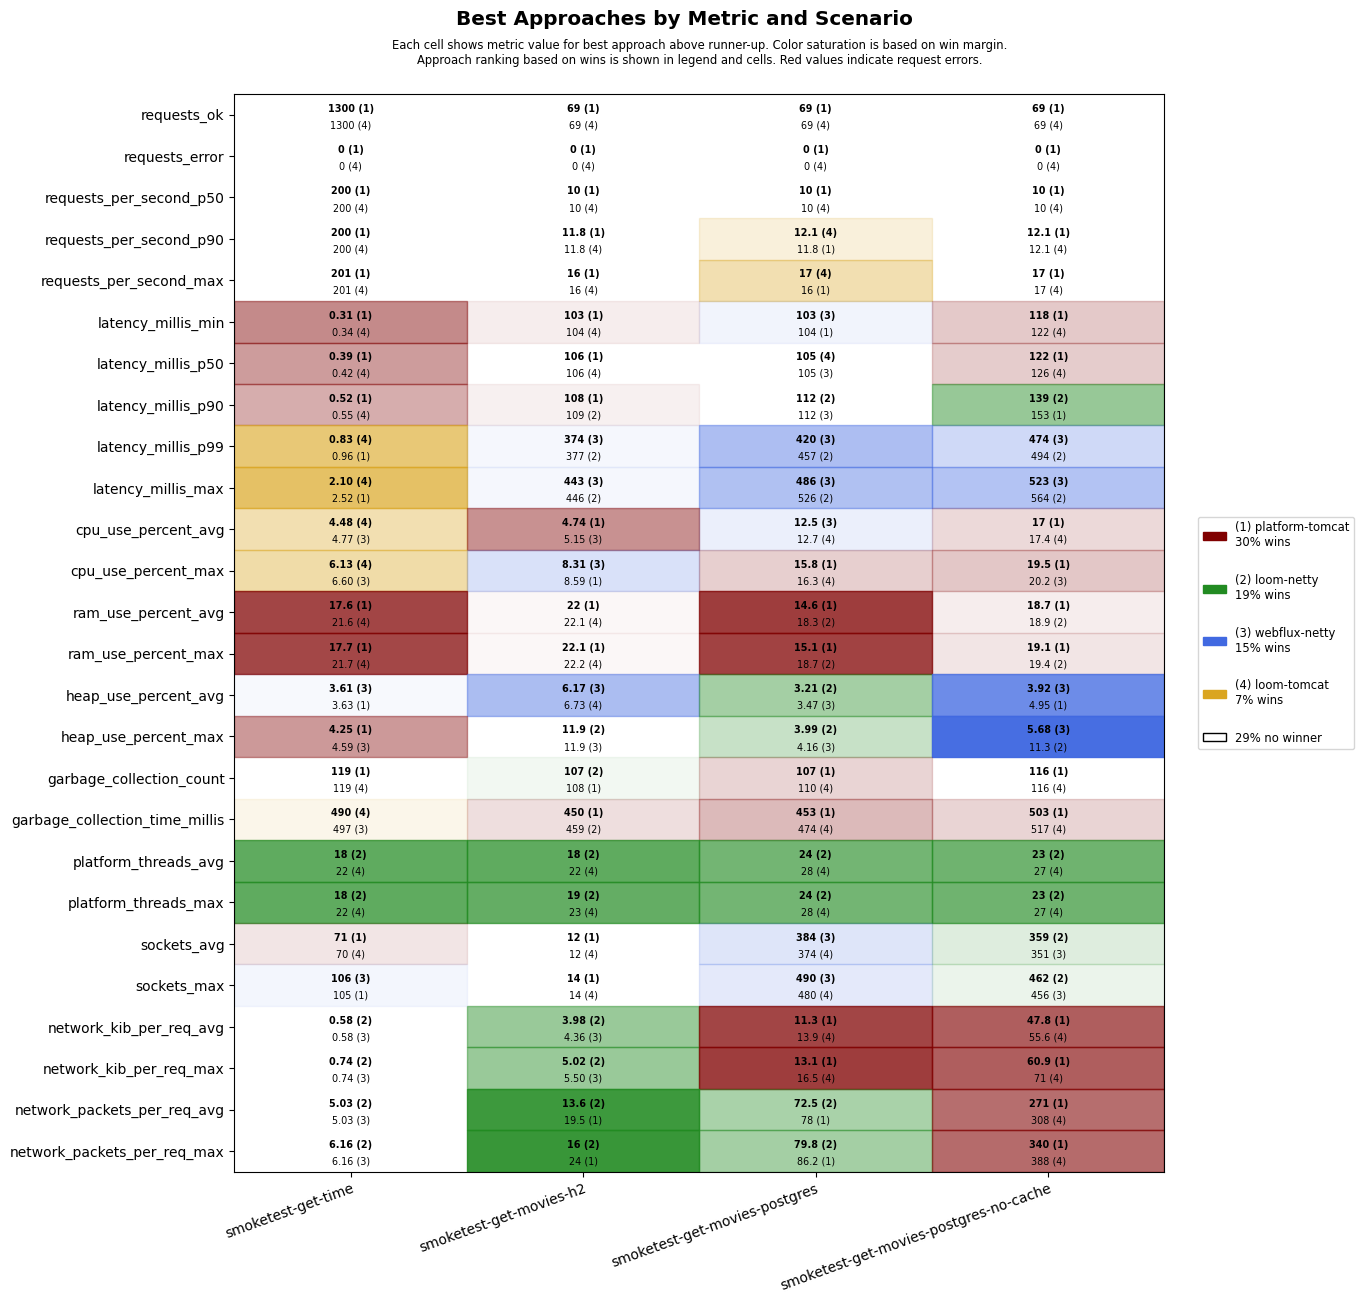 Best Approaches by Metric and Scenario
Each cell shows metric value for best approach above runner-up. Color saturation is based on win margin.
Approach ranking based on wins is shown in legend and cells. Red values indicate request errors.
requests_ok
1300 (1) 69 (1) 69 (1) 69 (1)
1300 (4) 69 (4) 69 (4) 69 (4)
requests_error
0 (1) 0 (1) 0 (1) 0 (1)
0 (4) 0 (4) 0 (4) 0 (4)
requests_per_second_p50
200 (1) 10 (1) 10 (1) 10 (1)
200 (4) 10 (4) 10 (4) 10 (4)
requests_per_second_p90
200 (1) 11.8 (1) 12.1 (4) 12.1 (1)
200 (4) 11.8 (4) 11.8 (1) 12.1 (4)
requests_per_second_max
201 (1) 16 (1) 17 (4) 17 (1)
201 (4) 16 (4) 16 (1) 17 (4)
latency_millis_min
0.31 (1) 103 (1) 103 (3) 118 (1)
0.34 (4) 104 (4) 104 (1) 122 (4)
latency_millis_p50
0.39 (1) 106 (1) 105 (4) 122 (1)
0.42 (4) 106 (4) 105 (3) 126 (4)
latency_millis_p90
0.52 (1) 108 (1) 112 (2) 139 (2)
0.55 (4) 109 (2) 112 (3) 153 (1)
latency_millis_p99
0.83 (4) 374 (3) 420 (3) 474 (3)
0.96 (1) 377 (2) 457 (2) 494 (2)
latency_millis_max
2.10 (4) 443 (3) 486 (3) 523 (3)
2.52 (1) 446 (2) 526 (2) 564 (2)
cpu_use_percent_avg
4.48 (4) 4.74 (1) 12.5 (3) 17 (1)
4.77 (3) 5.15 (3) 12.7 (4) 17.4 (4)
cpu_use_percent_max
6.13 (4) 8.31 (3) 15.8 (1) 19.5 (1)
6.60 (3) 8.59 (1) 16.3 (4) 20.2 (3)
ram_use_percent_avg
17.6 (1) 22 (1) 14.6 (1) 18.7 (1)
21.6 (4) 22.1 (4) 18.3 (2) 18.9 (2)
ram_use_percent_max
17.7 (1) 22.1 (1) 15.1 (1) 19.1 (1)
21.7 (4) 22.2 (4) 18.7 (2) 19.4 (2)
heap_use_percent_avg
3.61 (3) 6.17 (3) 3.21 (2) 3.92 (3)
3.63 (1) 6.73 (4) 3.47 (3) 4.95 (1)
heap_use_percent_max
4.25 (1) 11.9 (2) 3.99 (2) 5.68 (3)
4.59 (3) 11.9 (3) 4.16 (3) 11.3 (2)
garbage_collection_count
119 (1) 107 (2) 107 (1) 116 (1)
119 (4) 108 (1) 110 (4) 116 (4)
garbage_collection_time_millis
490 (4) 450 (1) 453 (1) 503 (1)
497 (3) 459 (2) 474 (4) 517 (4)
platform_threads_avg
18 (2) 18 (2) 24 (2) 23 (2)
22 (4) 22 (4) 28 (4) 27 (4)
platform_threads_max
18 (2) 19 (2) 24 (2) 23 (2)
22 (4) 23 (4) 28 (4) 27 (4)
sockets_avg
71 (1) 12 (1) 384 (3) 359 (2)
70 (4) 12 (4) 374 (4) 351 (3)
sockets_max
106 (3) 14 (1) 490 (3) 462 (2)
105 (1) 14 (4) 480 (4) 456 (3)
network_kib_per_req_avg
0.58 (2) 3.98 (2) 11.3 (1) 47.8 (1)
0.58 (3) 4.36 (3) 13.9 (4) 55.6 (4)
network_kib_per_req_max
0.74 (2) 5.02 (2) 13.1 (1) 60.9 (1)
0.74 (3) 5.50 (3) 16.5 (4) 71 (4)
network_packets_per_req_avg
5.03 (2) 13.6 (2) 72.5 (2) 271 (1)
5.03 (3) 19.5 (1) 78 (1) 308 (4)
network_packets_per_req_max
6.16 (2) 16 (2) 79.8 (2) 340 (1)
6.16 (3) 24 (1) 86.2 (1) 388 (4)
smoketest-get-time
smoketest-get-movies-h2
smoketest-get-movies-postgres
smoketest-get-movies-postgres-no-cache
(1) platform-tomcat
30% wins
(2) loom-netty
19% wins
(3) webflux-netty
15% wins
(4) loom-tomcat
7% wins
29% no winner